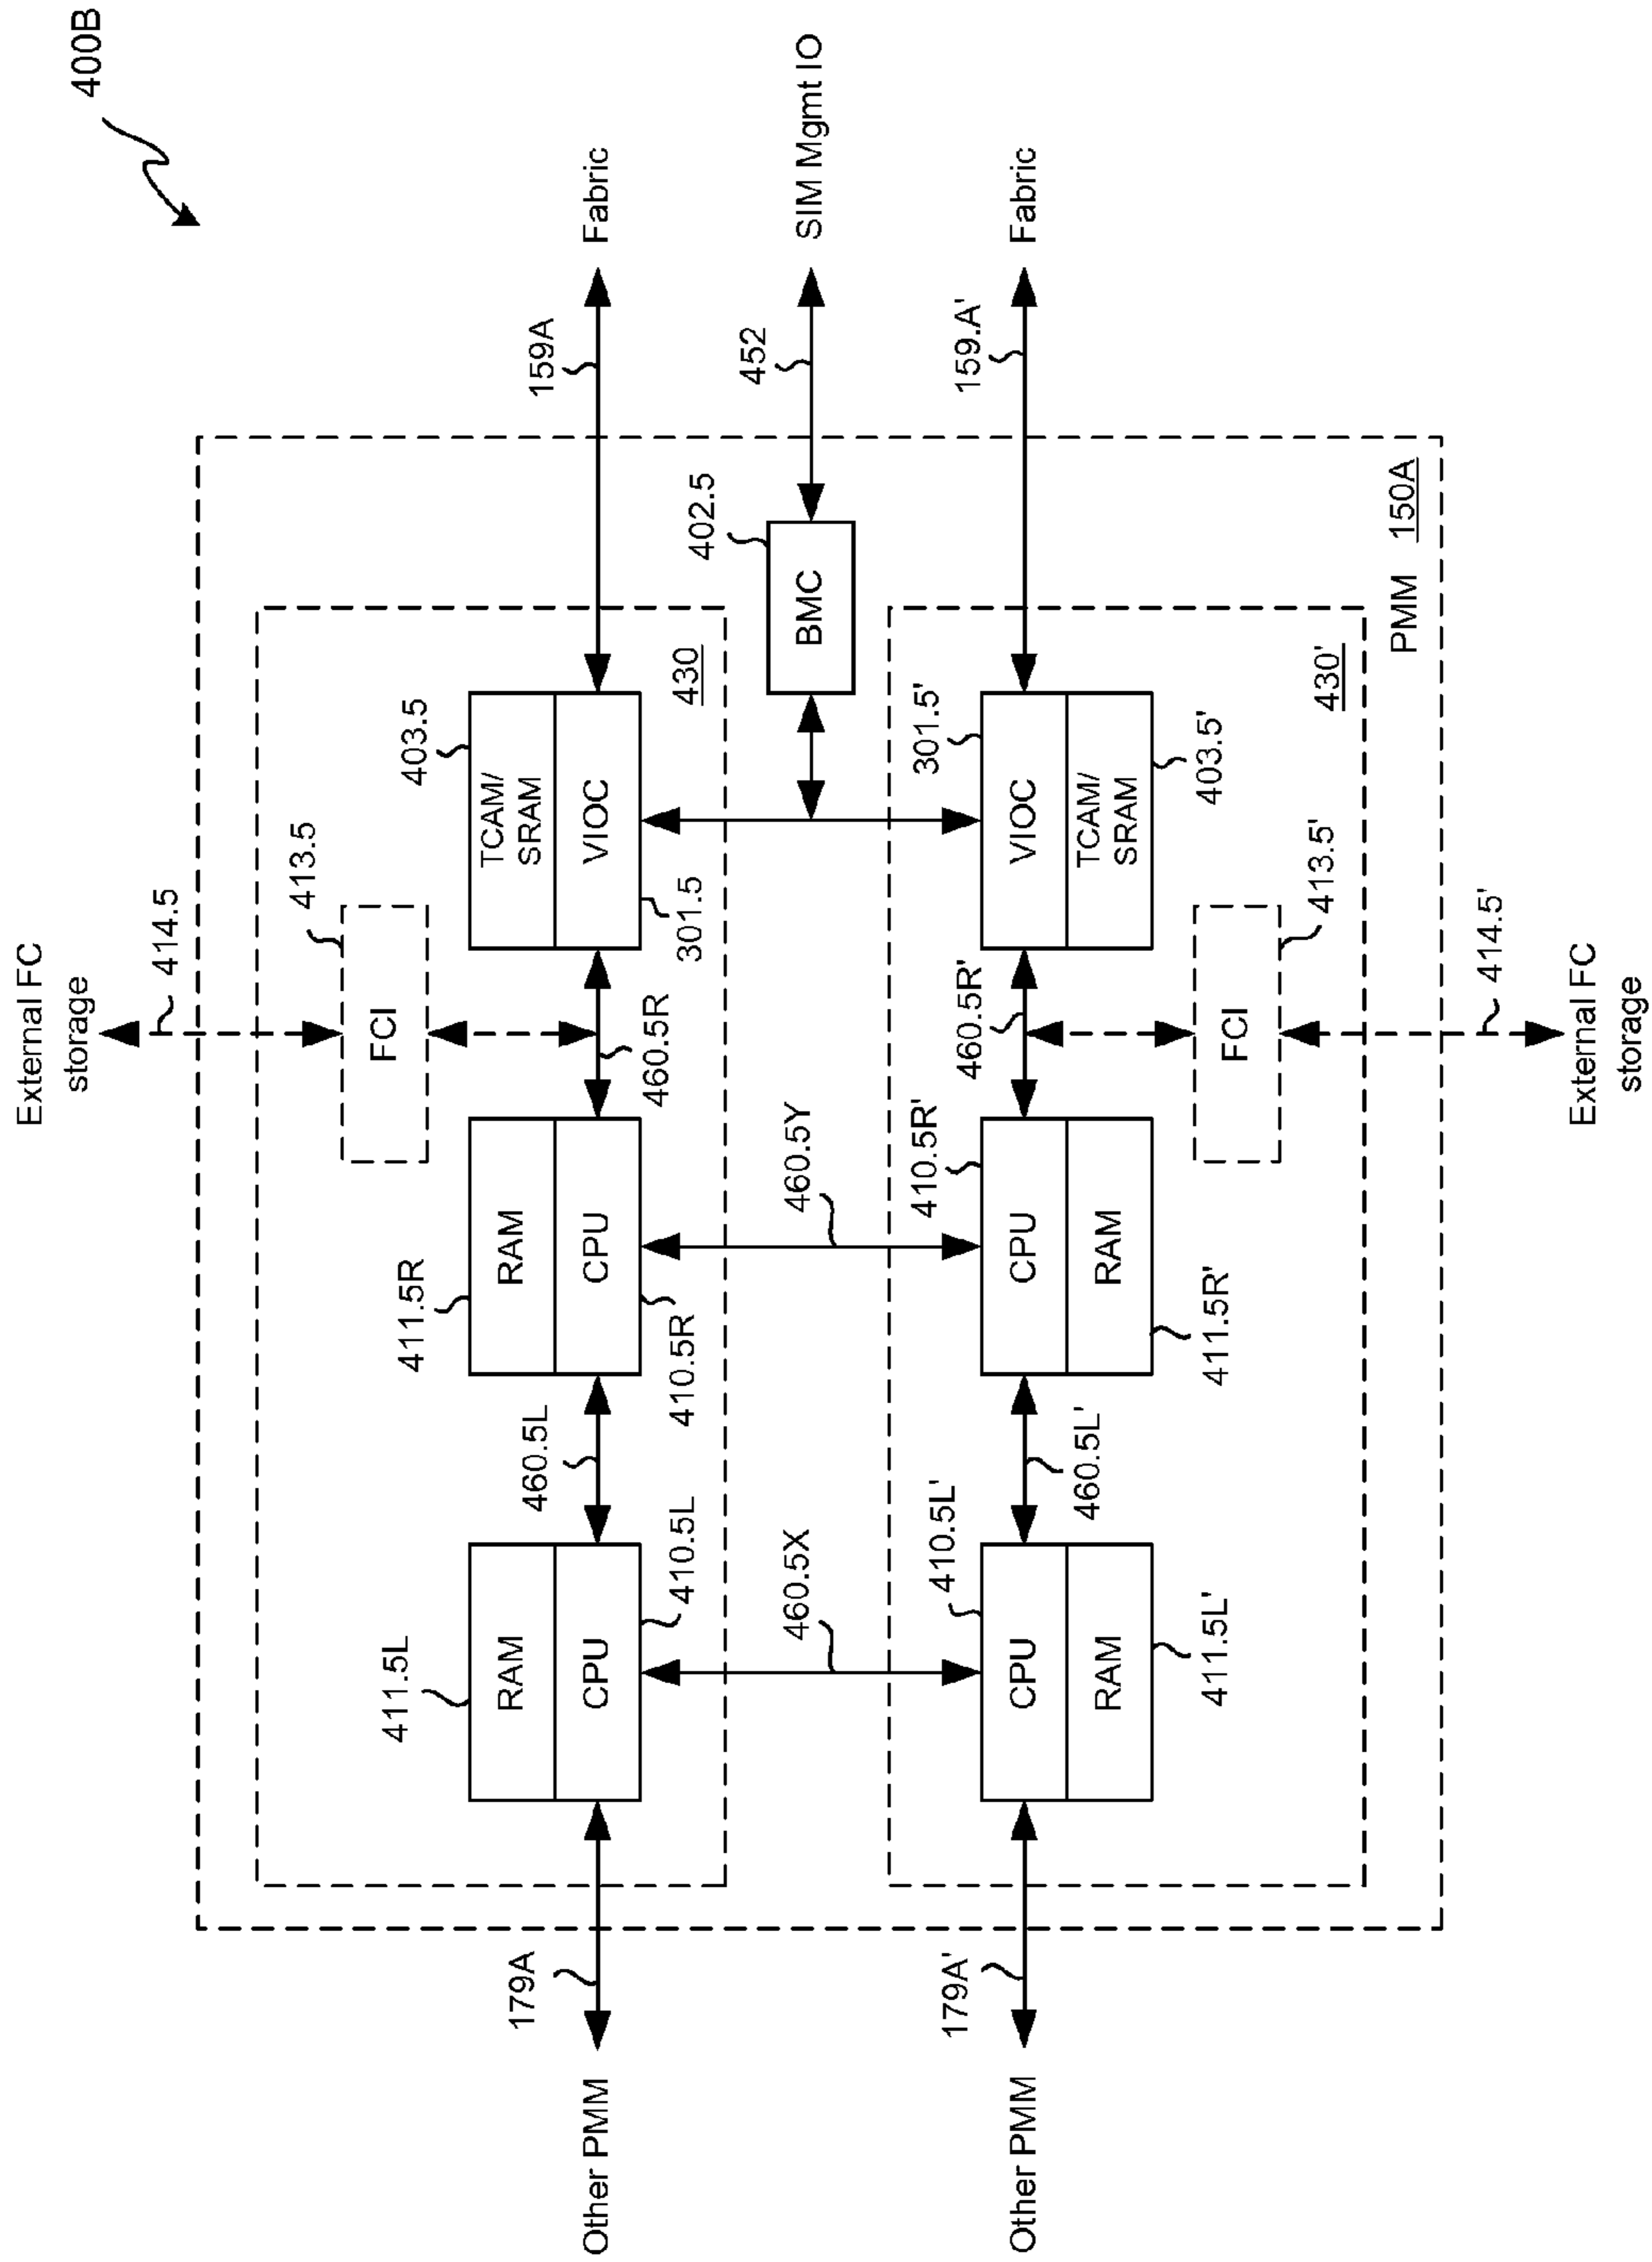 400B
External FC
storage
414.5
413.5
FCI
411.5L
RAM
CPU
410.5L
460.5L
411.5R
RAM
CPU
410.5R
460.5R
403.5
TCAM/
SRAM
VIOC
301.5
430
Other PMM
179A
159A
Fabric
460.5X
460.5Y
402.5
BMC
452
SIM Mgmt IO
Other PMM
179A'
410.5L'
CPU
RAM
411.5L'
460.5L'
410.5R'
CPU
RAM
411.5R'
460.5R'
301.5'
VIOC
TCAM/
SRAM
403.5'
159.A'
Fabric
FCI
413.5'
430'
PMM 150A
414.5'
External FC
storage